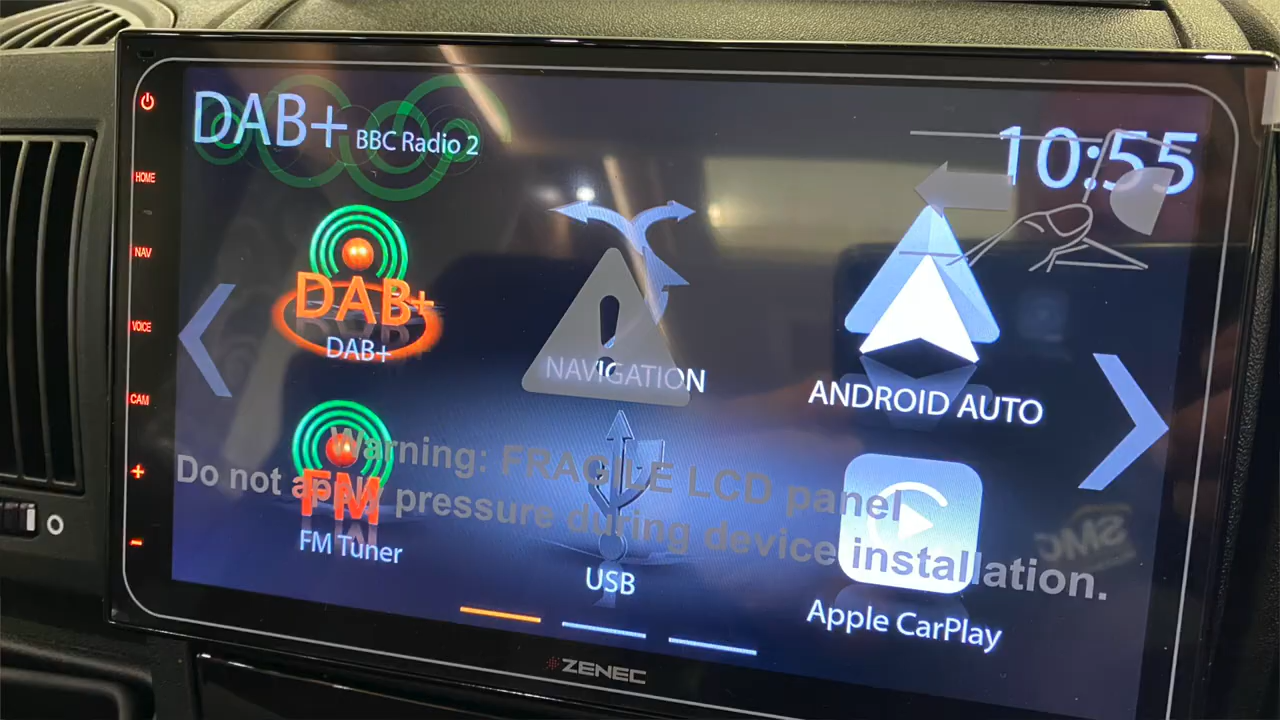 DAB+ BBC Radio 2
10:55
HOME
NAV
VOICE
CAM
DAB+
DAB+
NAVIGATION
ANDROID AUTO
Warning: FRAGILE LCD panel
Do not apply pressure during device installation.
FM
FM Tuner
USB
Apple CarPlay
SMC
ZENEC